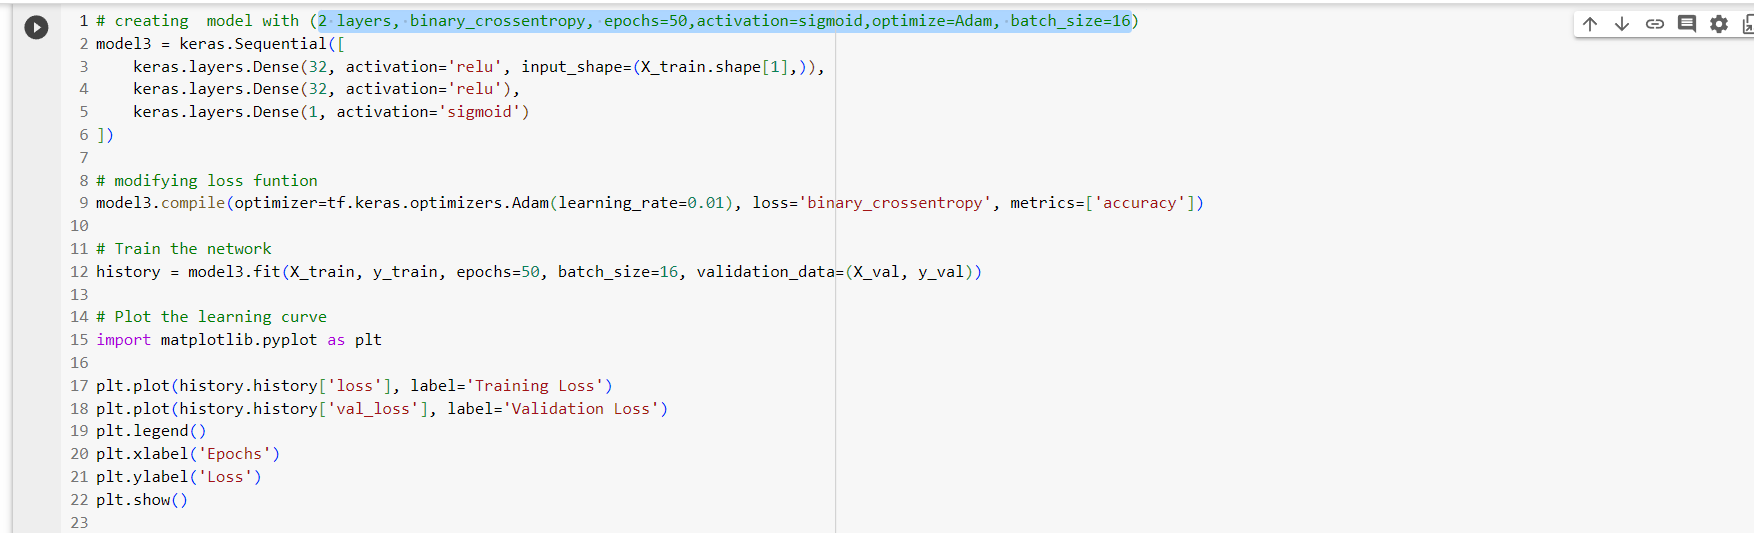 1 # creating  model with (2 layers, binary_crossentropy, epochs=50,activation=sigmoid,optimize=Adam, batch_size=16)
2 model3 = keras.Sequential([
3     keras.layers.Dense(32, activation='relu', input_shape=(X_train.shape[1],)),
4     keras.layers.Dense(32, activation='relu'),
5     keras.layers.Dense(1, activation='sigmoid')
6 ])
7
8 # modifying loss funtion
9 model3.compile(optimizer=tf.keras.optimizers.Adam(learning_rate=0.01), loss='binary_crossentropy', metrics=['accuracy'])
10
11 # Train the network
12 history = model3.fit(X_train, y_train, epochs=50, batch_size=16, validation_data=(X_val, y_val))
13
14 # Plot the learning curve
15 import matplotlib.pyplot as plt
16
17 plt.plot(history.history['loss'], label='Training Loss')
18 plt.plot(history.history['val_loss'], label='Validation Loss')
19 plt.legend()
20 plt.xlabel('Epochs')
21 plt.ylabel('Loss')
22 plt.show()
23